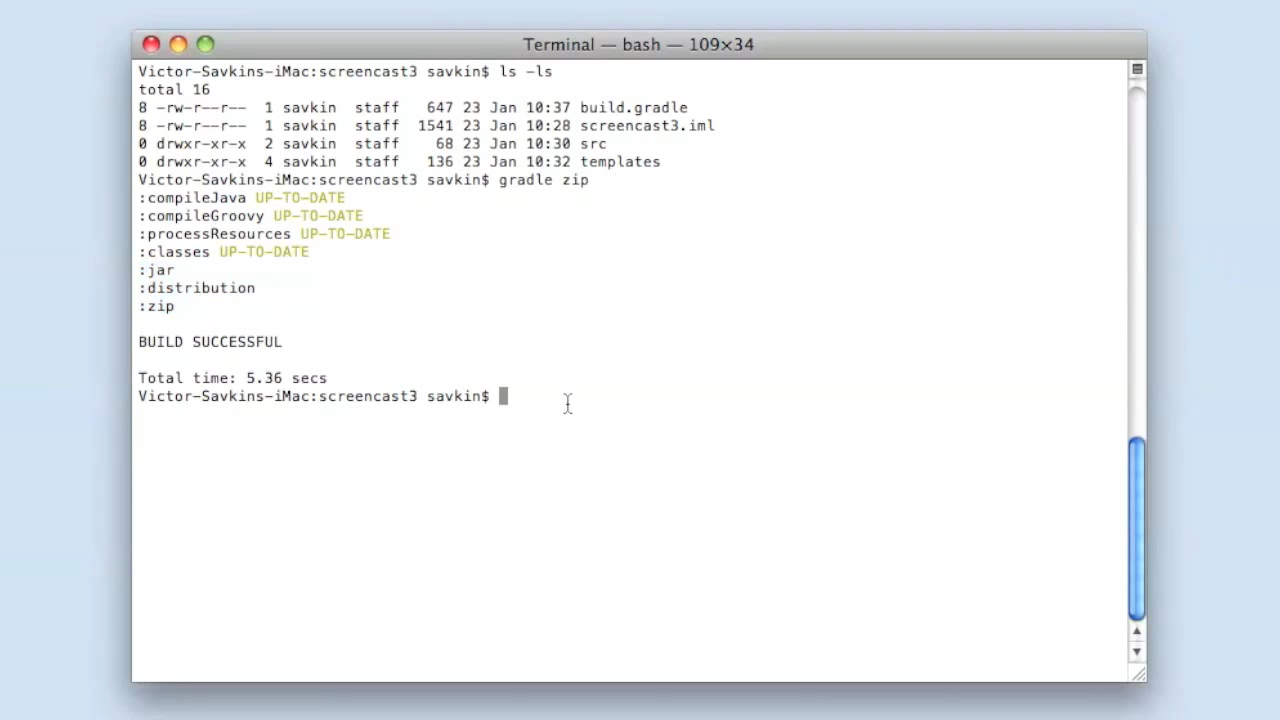 Terminal — bash — 109×34
Victor-Savkins-iMac:screencast3 savkin$ ls -ls
total 16
8 -rw-r--r-- 1 savkin staff 647 23 Jan 10:37 build.gradle
8 -rw-r--r-- 1 savkin staff 1541 23 Jan 10:28 screencast3.iml
0 drwxr-xr-x 2 savkin staff 68 23 Jan 10:30 src
0 drwxr-xr-x 4 savkin staff 136 23 Jan 10:32 templates
Victor-Savkins-iMac:screencast3 savkin$ gradle zip
:compileJava UP-TO-DATE
:compileGroovy UP-TO-DATE
:processResources UP-TO-DATE
:classes UP-TO-DATE
:jar
:distribution
:zip
BUILD SUCCESSFUL
Total time: 5.36 secs
Victor-Savkins-iMac:screencast3 savkin$